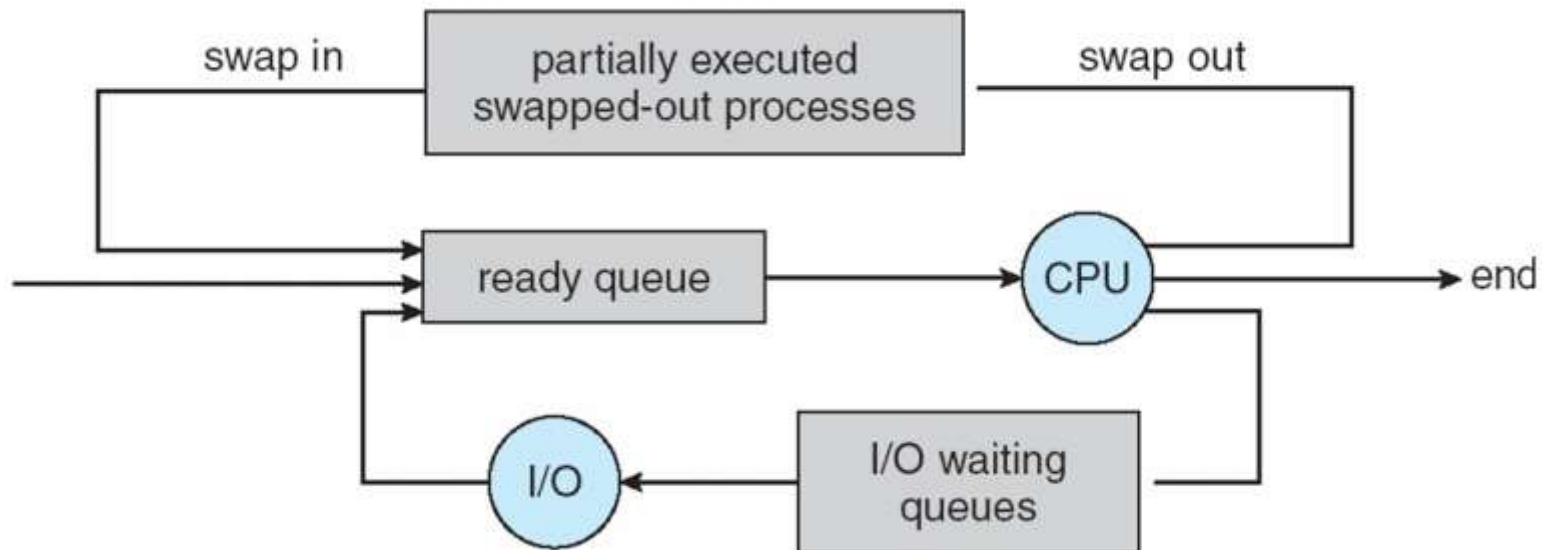 swap in
partially executed
swapped-out processes
swap out
ready queue
CPU
end
I/O
I/O waiting
queues